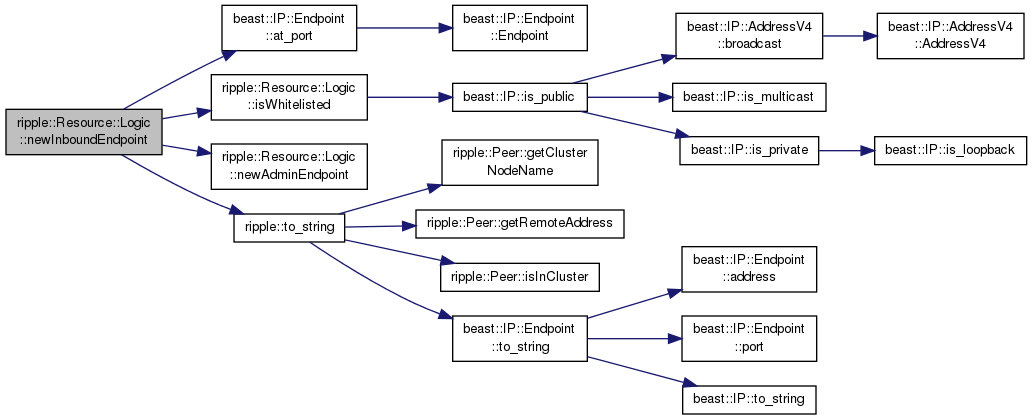 beast::IP::Endpoint
::at_port
beast::IP::Endpoint
::Endpoint
beast::IP::AddressV4
::broadcast
beast::IP::AddressV4
::AddressV4
ripple::Resource::Logic
::isWhitelisted
beast::IP::is_public
beast::IP::is_multicast
ripple::Resource::Logic
::newInboundEndpoint
ripple::Resource::Logic
::newAdminEndpoint
ripple::Peer::getCluster
NodeName
beast::IP::is_private
beast::IP::is_loopback
ripple::to_string
ripple::Peer::getRemoteAddress
ripple::Peer::isInCluster
beast::IP::Endpoint
::address
beast::IP::Endpoint
::to_string
beast::IP::Endpoint
::port
beast::IP::to_string